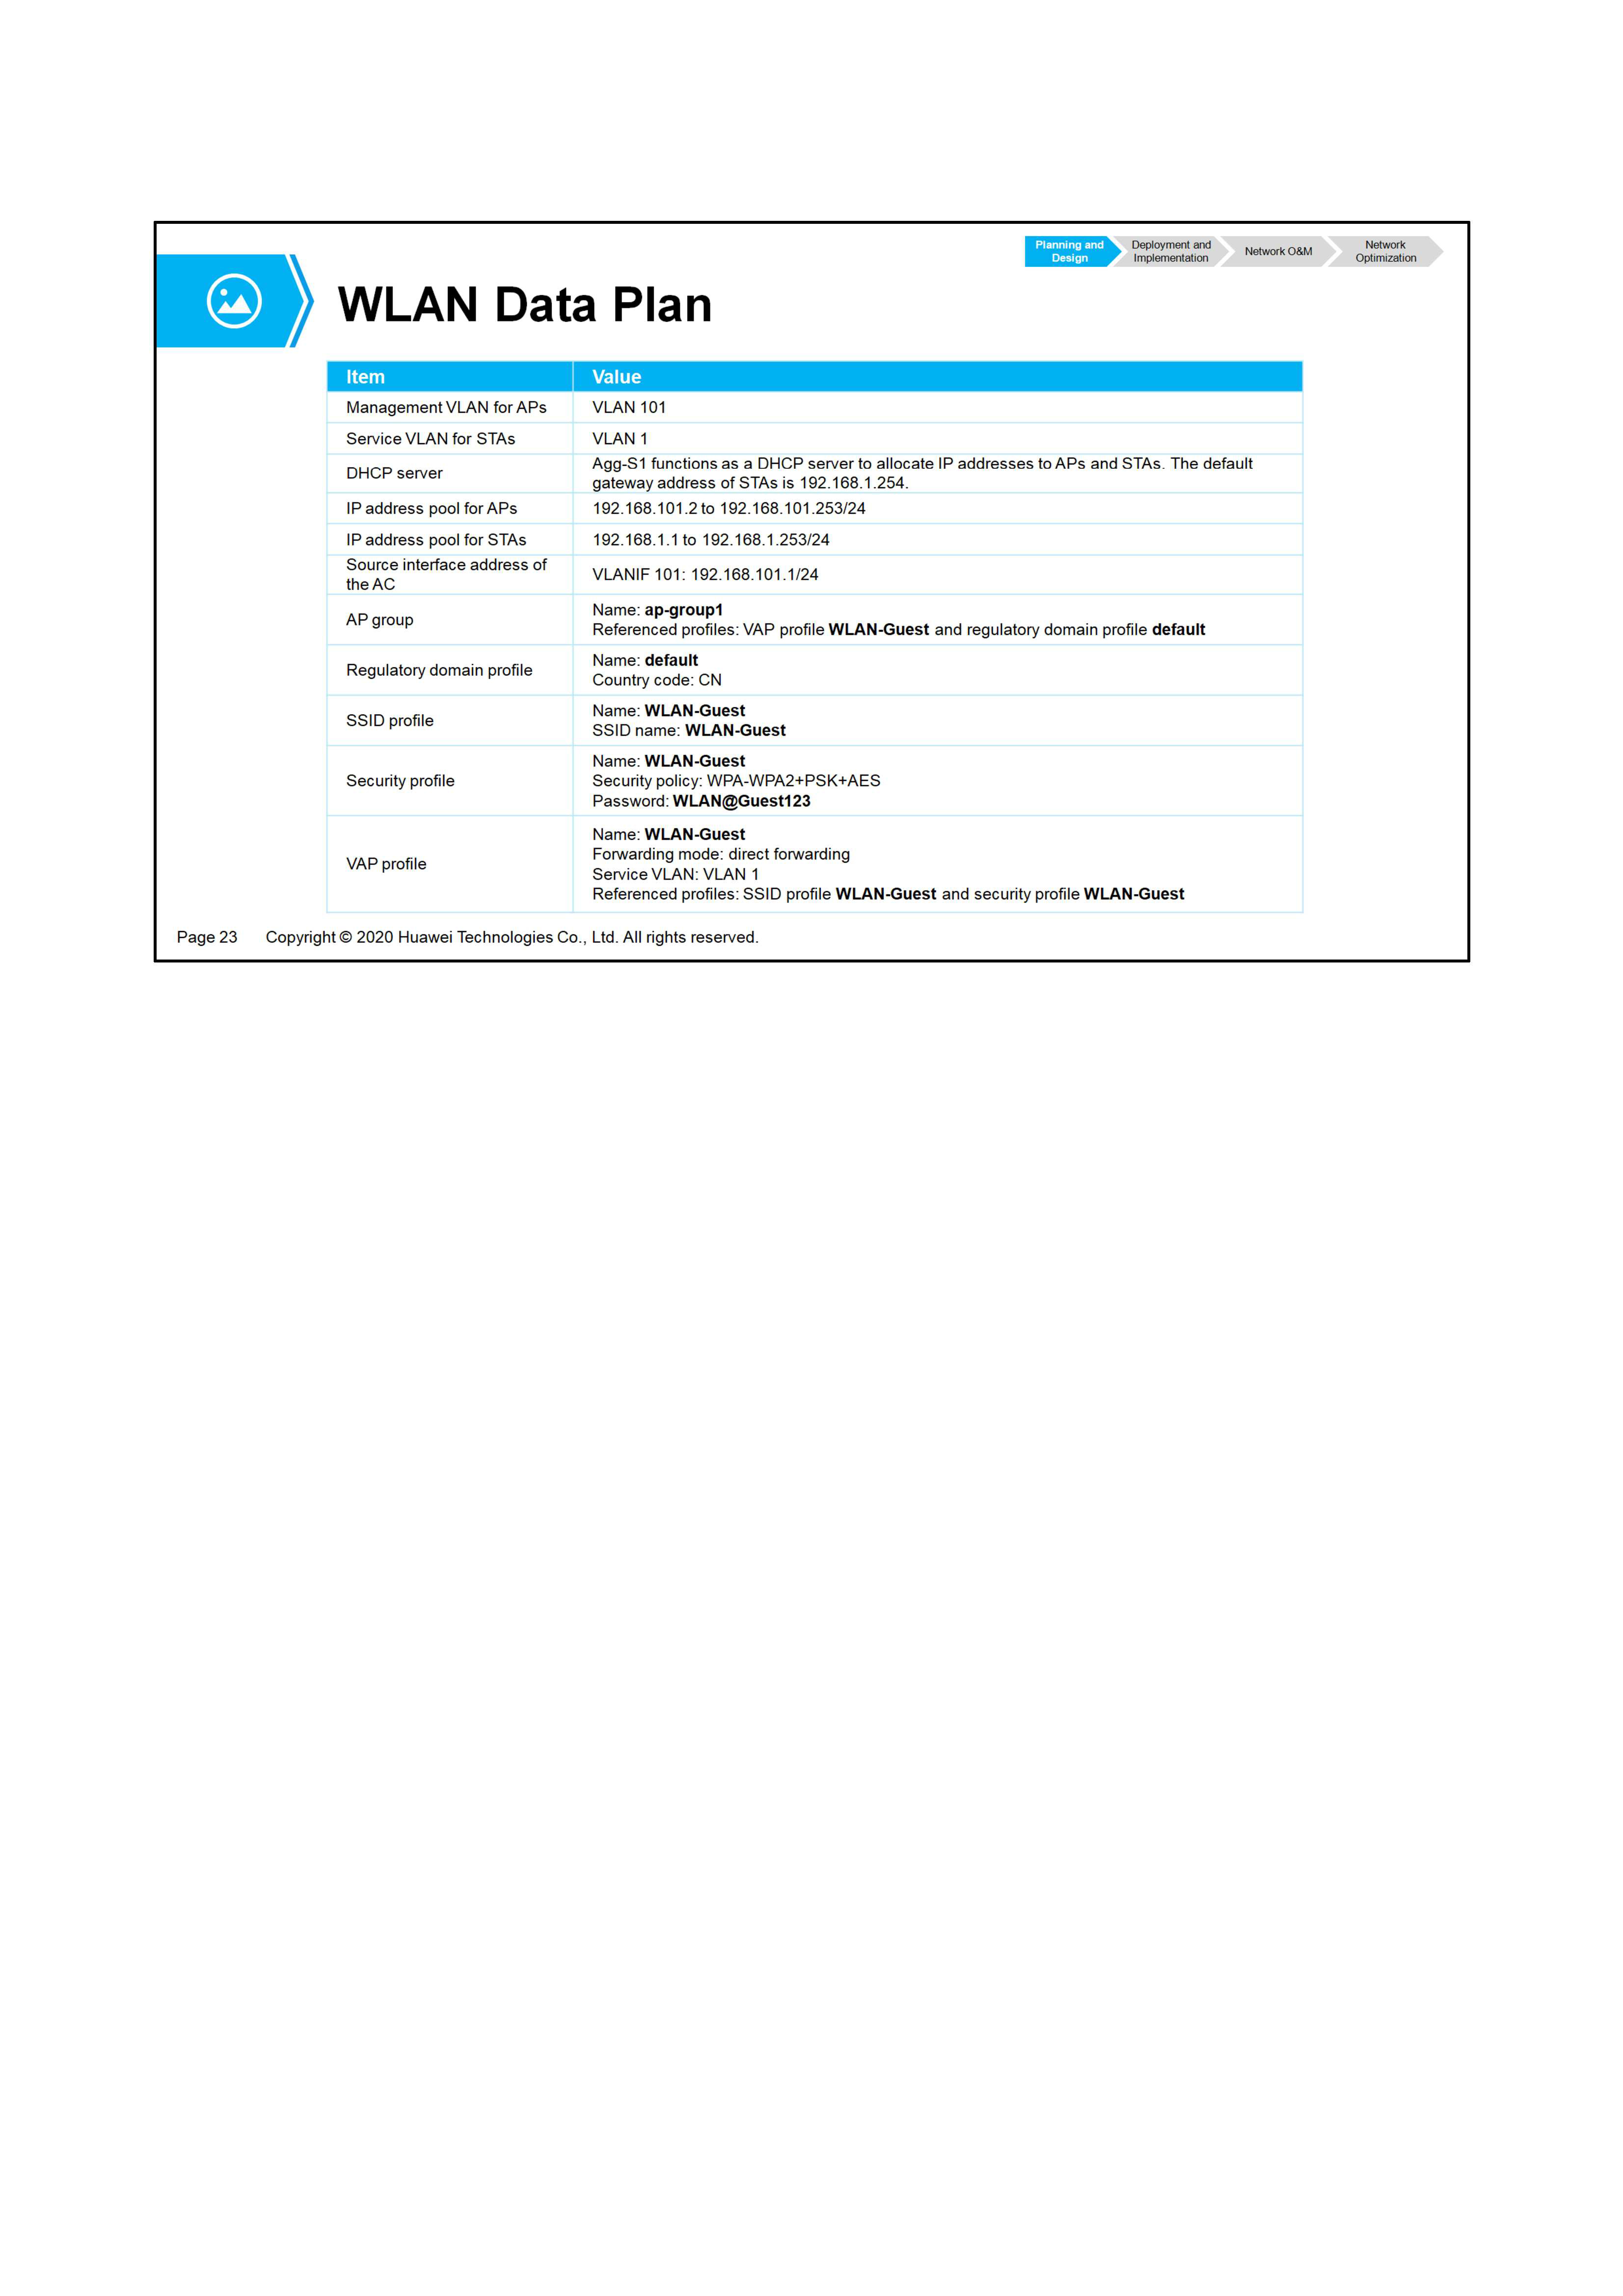 Planning and
Design
Deployment and
Implementation
Network O&M
Network
Optimization
WLAN Data Plan
Item Value
Management VLAN for APs VLAN 101
Service VLAN for STAs VLAN 1
DHCP server
Agg-S1 functions as a DHCP server to allocate IP addresses to APs and STAs. The default
gateway address of STAs is 192.168.1.254.
IP address pool for APs 192.168.101.2 to 192.168.101.253/24
IP address pool for STAs 192.168.1.1 to 192.168.1.253/24
Source interface address of
the AC
VLANIF 101: 192.168.101.1/24
AP group
Name: ap-group1
Referenced profiles: VAP profile WLAN-Guest and regulatory domain profile default
Regulatory domain profile
Name: default
Country code: CN
SSID profile
Name: WLAN-Guest
SSID name: WLAN-Guest
Security profile
Name: WLAN-Guest
Security policy: WPA-WPA2+PSK+AES
Password: WLAN@Guest123
VAP profile
Name: WLAN-Guest
Forwarding mode: direct forwarding
Service VLAN: VLAN 1
Referenced profiles: SSID profile WLAN-Guest and security profile WLAN-Guest
Page 23 Copyright © 2020 Huawei Technologies Co., Ltd. All rights reserved.